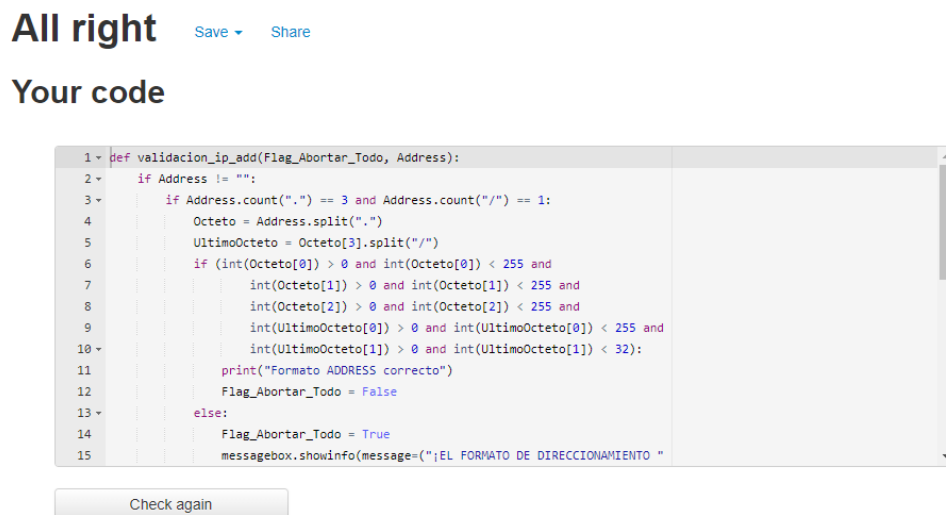 All right Save Share
Your code
1 def validacion_ip_add(Flag_Abortar_Todo, Address):
2 if Address != "":
3 if Address.count(".") == 3 and Address.count("/") == 1:
4 Octeto = Address.split(".")
5 UltimoOcteto = Octeto[3].split("/")
6 if (int(Octeto[0]) > 0 and int(Octeto[0]) < 255 and
7 int(Octeto[1]) > 0 and int(Octeto[1]) < 255 and
8 int(Octeto[2]) > 0 and int(Octeto[2]) < 255 and
9 int(UltimoOcteto[0]) > 0 and int(UltimoOcteto[0]) < 255 and
10 int(UltimoOcteto[1]) > 0 and int(UltimoOcteto[1]) < 32):
11 print("Formato ADDRESS correcto")
12 Flag_Abortar_Todo = False
13 else:
14 Flag_Abortar_Todo = True
15 messagebox.showinfo(message=("¡EL FORMATO DE DIRECCIONAMIENTO "
Check again